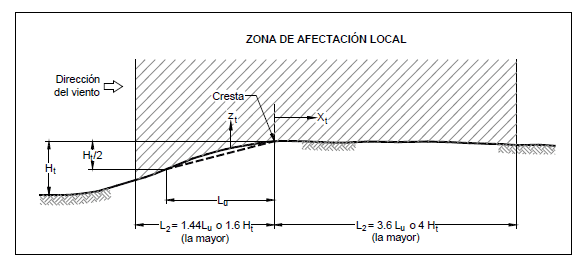 ZONA DE AFECTACIÓN LOCAL
Dirección
del viento
Cresta
Zt
Xt
Ht/2
Ht
Lu
L2 = 1.44Lu o 1.6 Ht
(la mayor)
L2 = 3.6 Lu o 4 Ht
(la mayor)